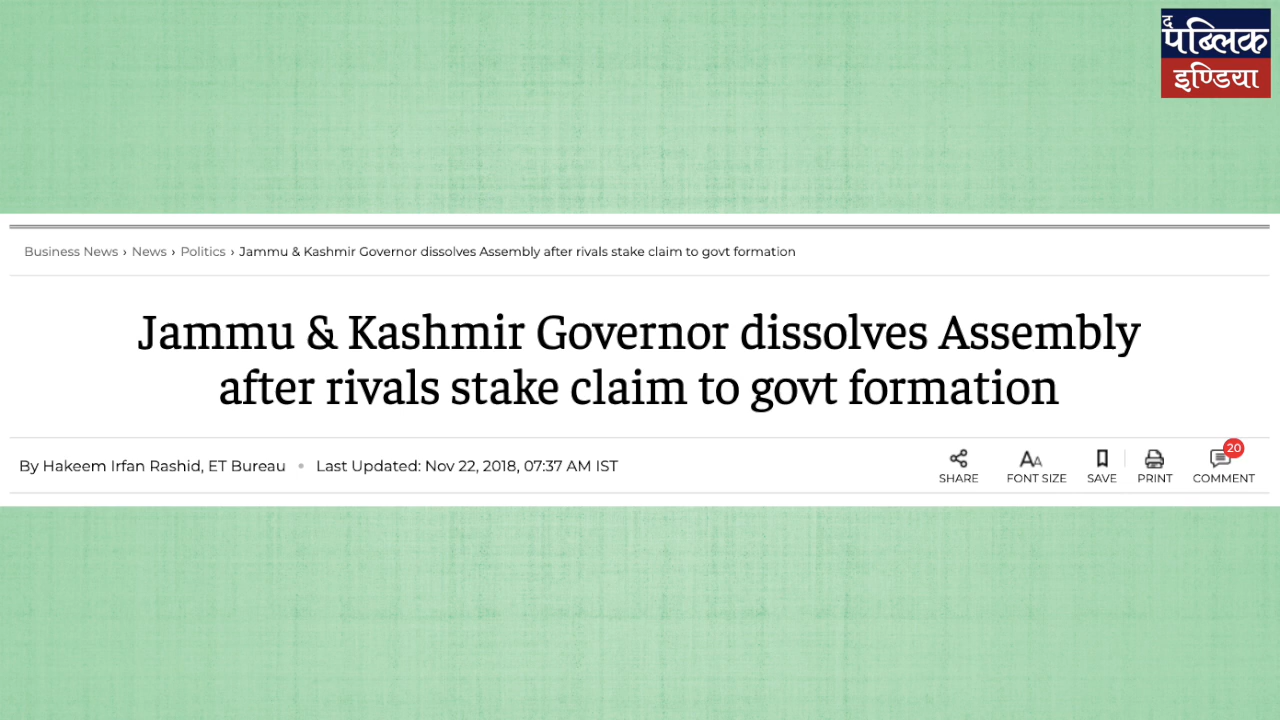 द
पब्लिक
इण्डिया
Business News › News › Politics › Jammu & Kashmir Governor dissolves Assembly after rivals stake claim to govt formation
Jammu & Kashmir Governor dissolves Assembly
after rivals stake claim to govt formation
By Hakeem Irfan Rashid, ET Bureau • Last Updated: Nov 22, 2018, 07:37 AM IST
20
SHARE AA FONT SIZE SAVE PRINT COMMENT